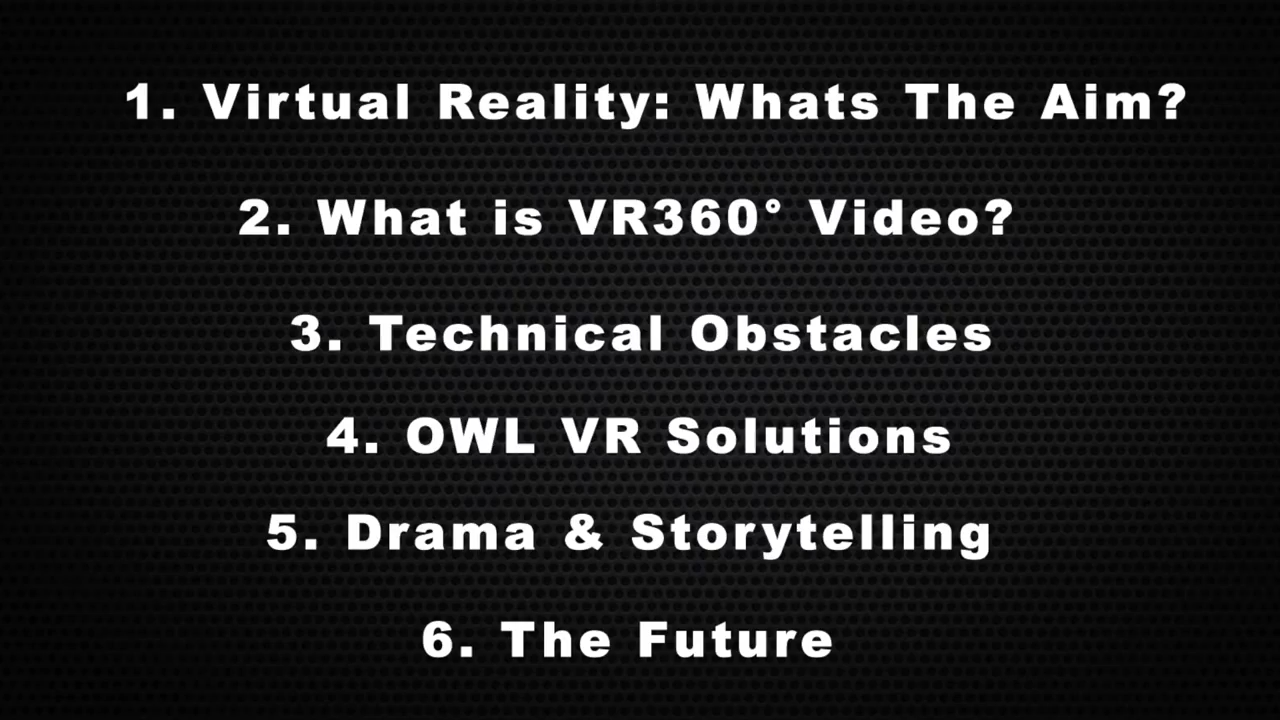 1. Virtual Reality: Whats The Aim?
2. What is VR360° Video?
3. Technical Obstacles
4. OWL VR Solutions
5. Drama & Storytelling
6. The Future